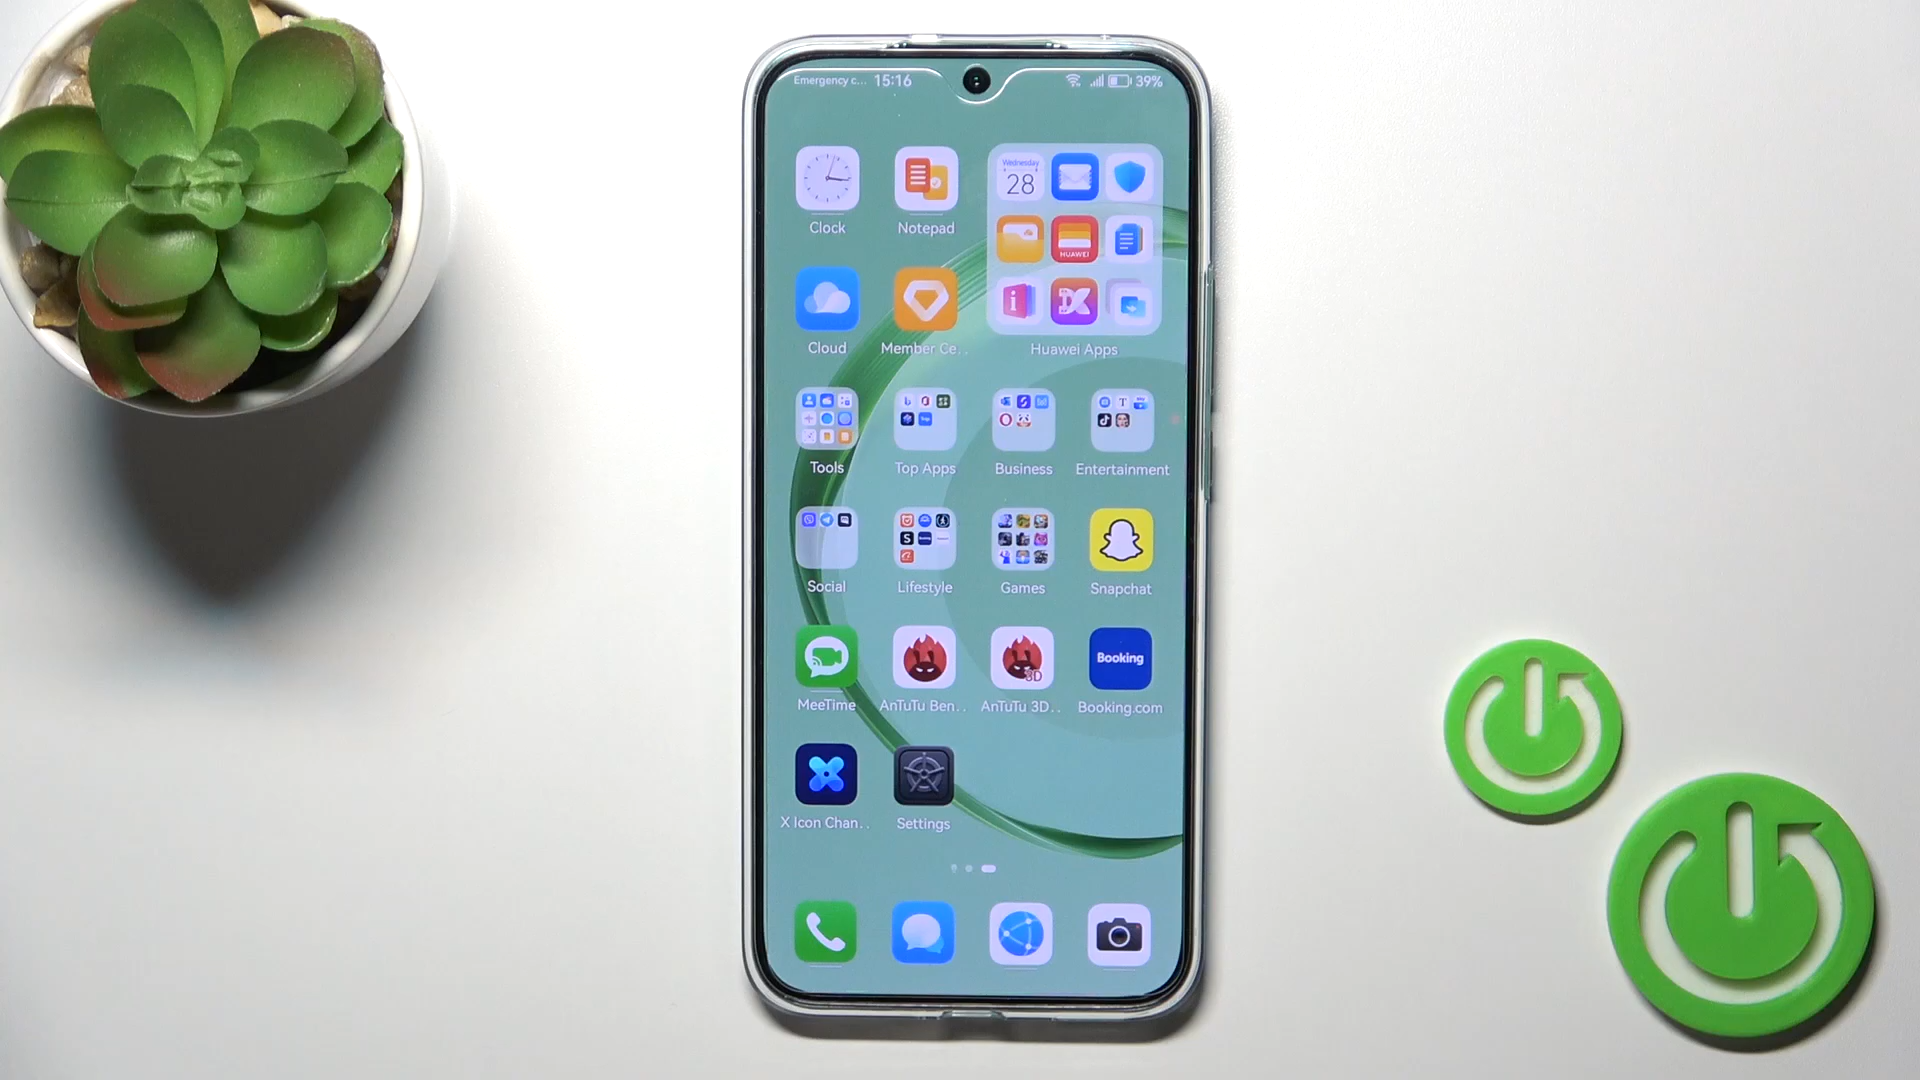 Emergency c... 15:16 39%
Wednesday
28
HUAWEI
Clock Notepad
Cloud Member Ce.. Huawei Apps
Tools Top Apps Business Entertainment
Social Lifestyle Games Snapchat
3D
Booking
MeeTime AnTuTu Ben.. AnTuTu 3D.. Booking.com
X Icon Chan.. Settings